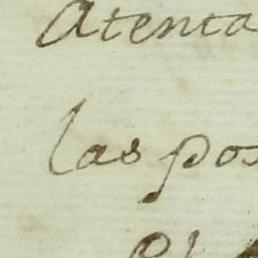 Atenta
las pos